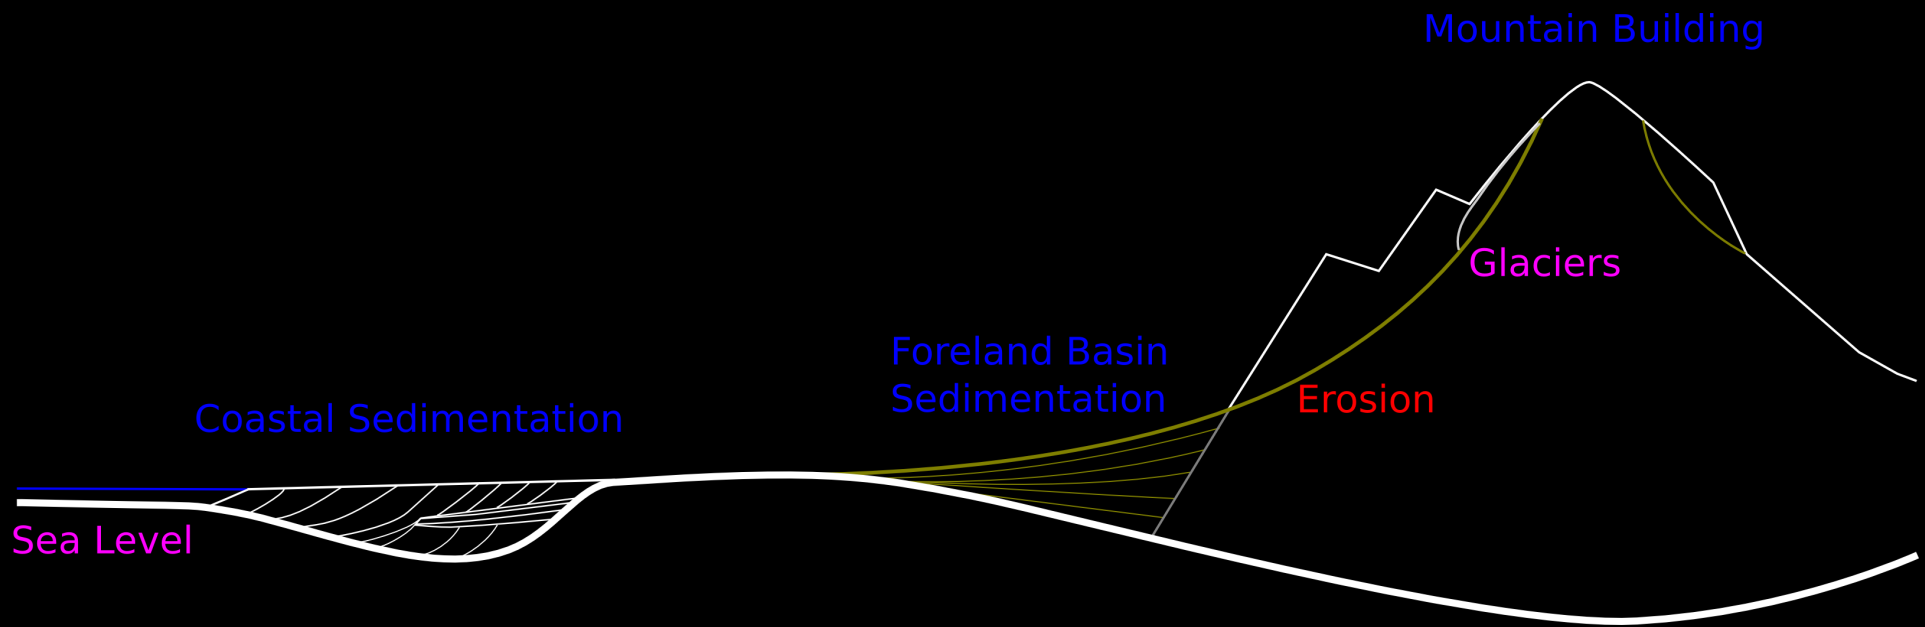 Mountain Building
Glaciers
Foreland Basin
Sedimentation
Erosion
Coastal Sedimentation
Sea Level